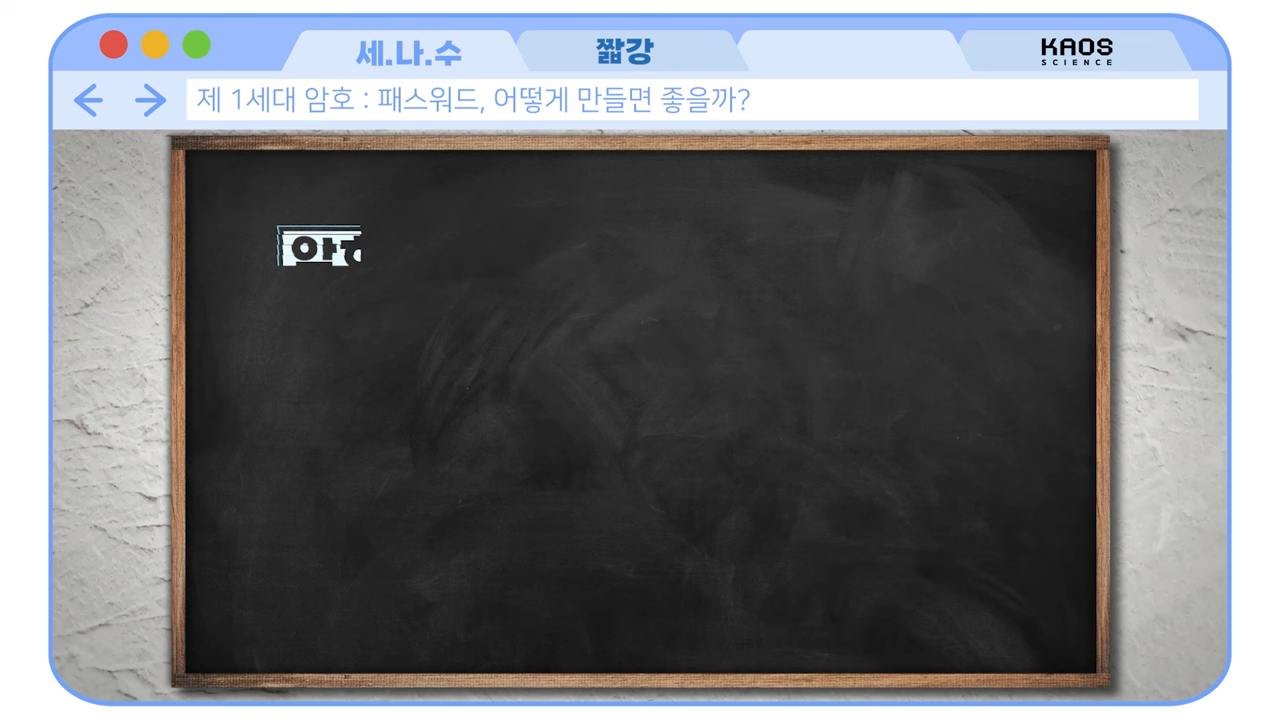 세.나.수
짧강
KAOS
SCIENCE
제 1세대 암호 : 패스워드, 어떻게 만들면 좋을까?